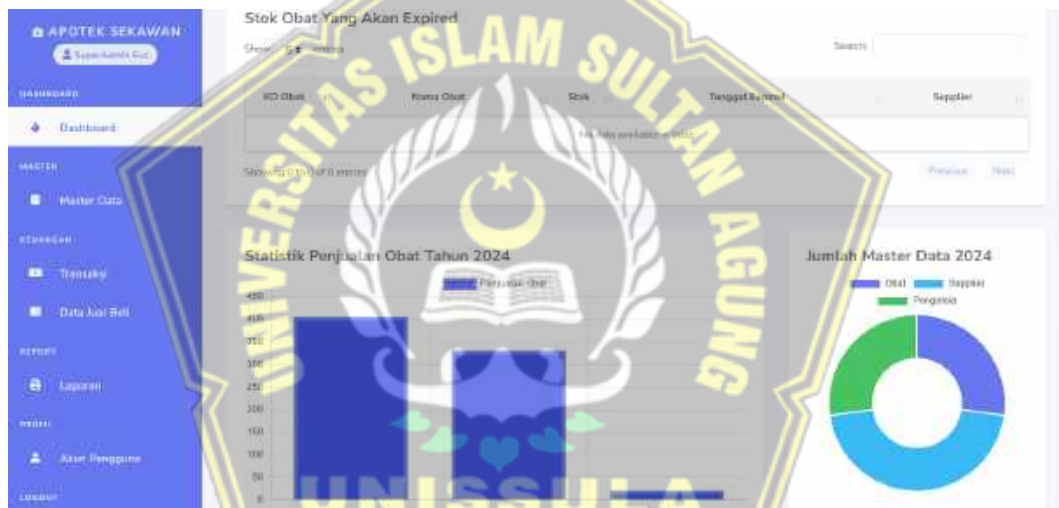 APOTEK SEKAWAN
DASHBOARD
Dashboard
MASTER
Master Data
KEUANGAN
Transaksi
Data Jual Beli
REPORT
Laporan
PROFIL
Akun Pengguna
LOGOUT
Stok Obat Yang Akan Expired
Show 5 entries
Search
KD Obat Nama Obat Stok Tanggal Supplier
No data available in table
Showing 0 to 0 of 0 entries
Previous Next
Statistik Penjualan Obat Tahun 2024
Penjualan Obat
450
400
350
300
250
200
150
100
50
0
Jumlah Master Data 2024
Obat Supplier
Pengguna
UNIVERSITAS ISLAM SULTAN AGUNG
UNISSULA